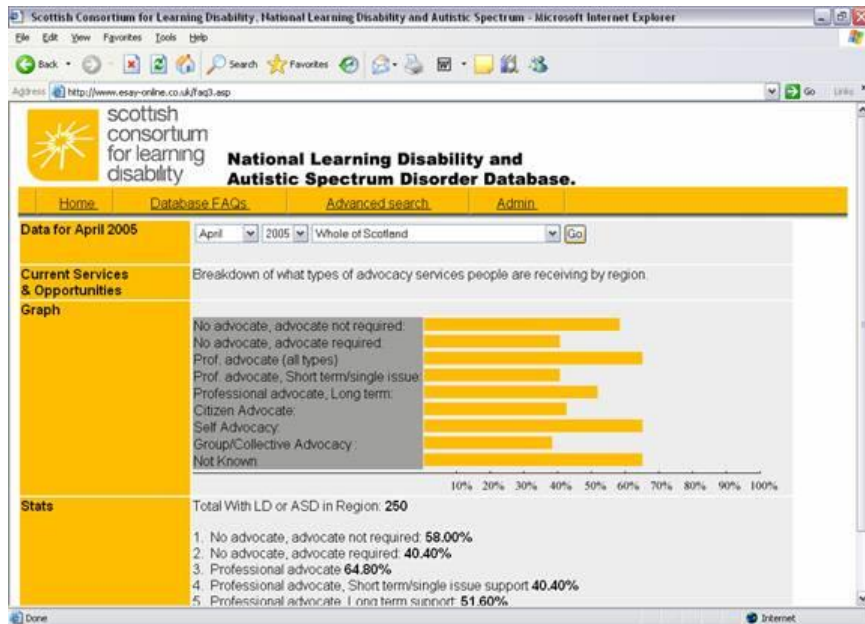 Scottish Consortium for Learning Disability, National Learning Disability and Autistic Spectrum - Microsoft Internet Explorer
File Edit View Favorites Tools Help
Back Search Favorites
Address http://www.esay-online.co.uk/faq3.asp Go Links
scottish
consortium
for learning
disability
National Learning Disability and
Autistic Spectrum Disorder Database.
Home Database FAQs Advanced search Admin
Data for April 2005 April 2005 Whole of Scotland Go
Current Services
& Opportunities
Breakdown of what types of advocacy services people are receiving by region.
Graph
No advocate, advocate not required:
No advocate, advocate required:
Prof. advocate (all types)
Prof. advocate, Short term/single issue:
Professional advocate, Long term:
Citizen Advocate:
Self Advocacy:
Group/Collective Advocacy :
Not Known
10% 20% 30% 40% 50% 60% 70% 80% 90% 100%
Stats
Total With LD or ASD in Region: 250
1. No advocate, advocate not required: 58.00%
2. No advocate, advocate required: 40.40%
3. Professional advocate 64.80%
4. Professional advocate, Short term/single issue support 40.40%
5. Professional advocate, Long term support: 51.60%
Done Internet